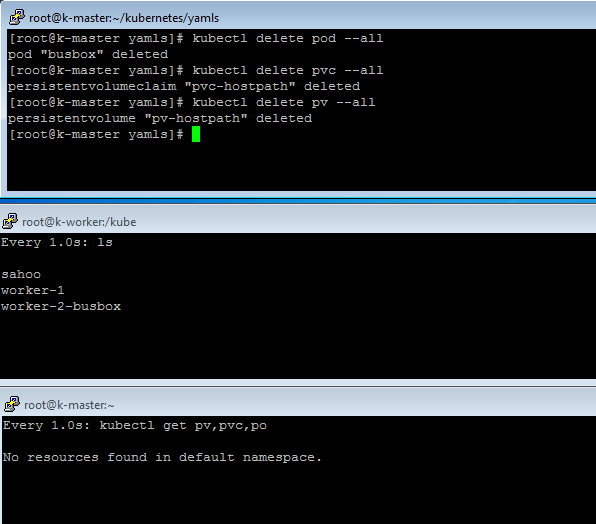 root@k-master:~/kubernetes/yamls
[root@k-master yamls]# kubectl delete pod --all
pod "busbox" deleted
[root@k-master yamls]# kubectl delete pvc --all
persistentvolumeclaim "pvc-hostpath" deleted
[root@k-master yamls]# kubectl delete pv --all
persistentvolume "pv-hostpath" deleted
[root@k-master yamls]#
root@k-worker:/kube
Every 1.0s: ls
sahoo
worker-1
worker-2-busbox
root@k-master:~
Every 1.0s: kubectl get pv,pvc,po
No resources found in default namespace.